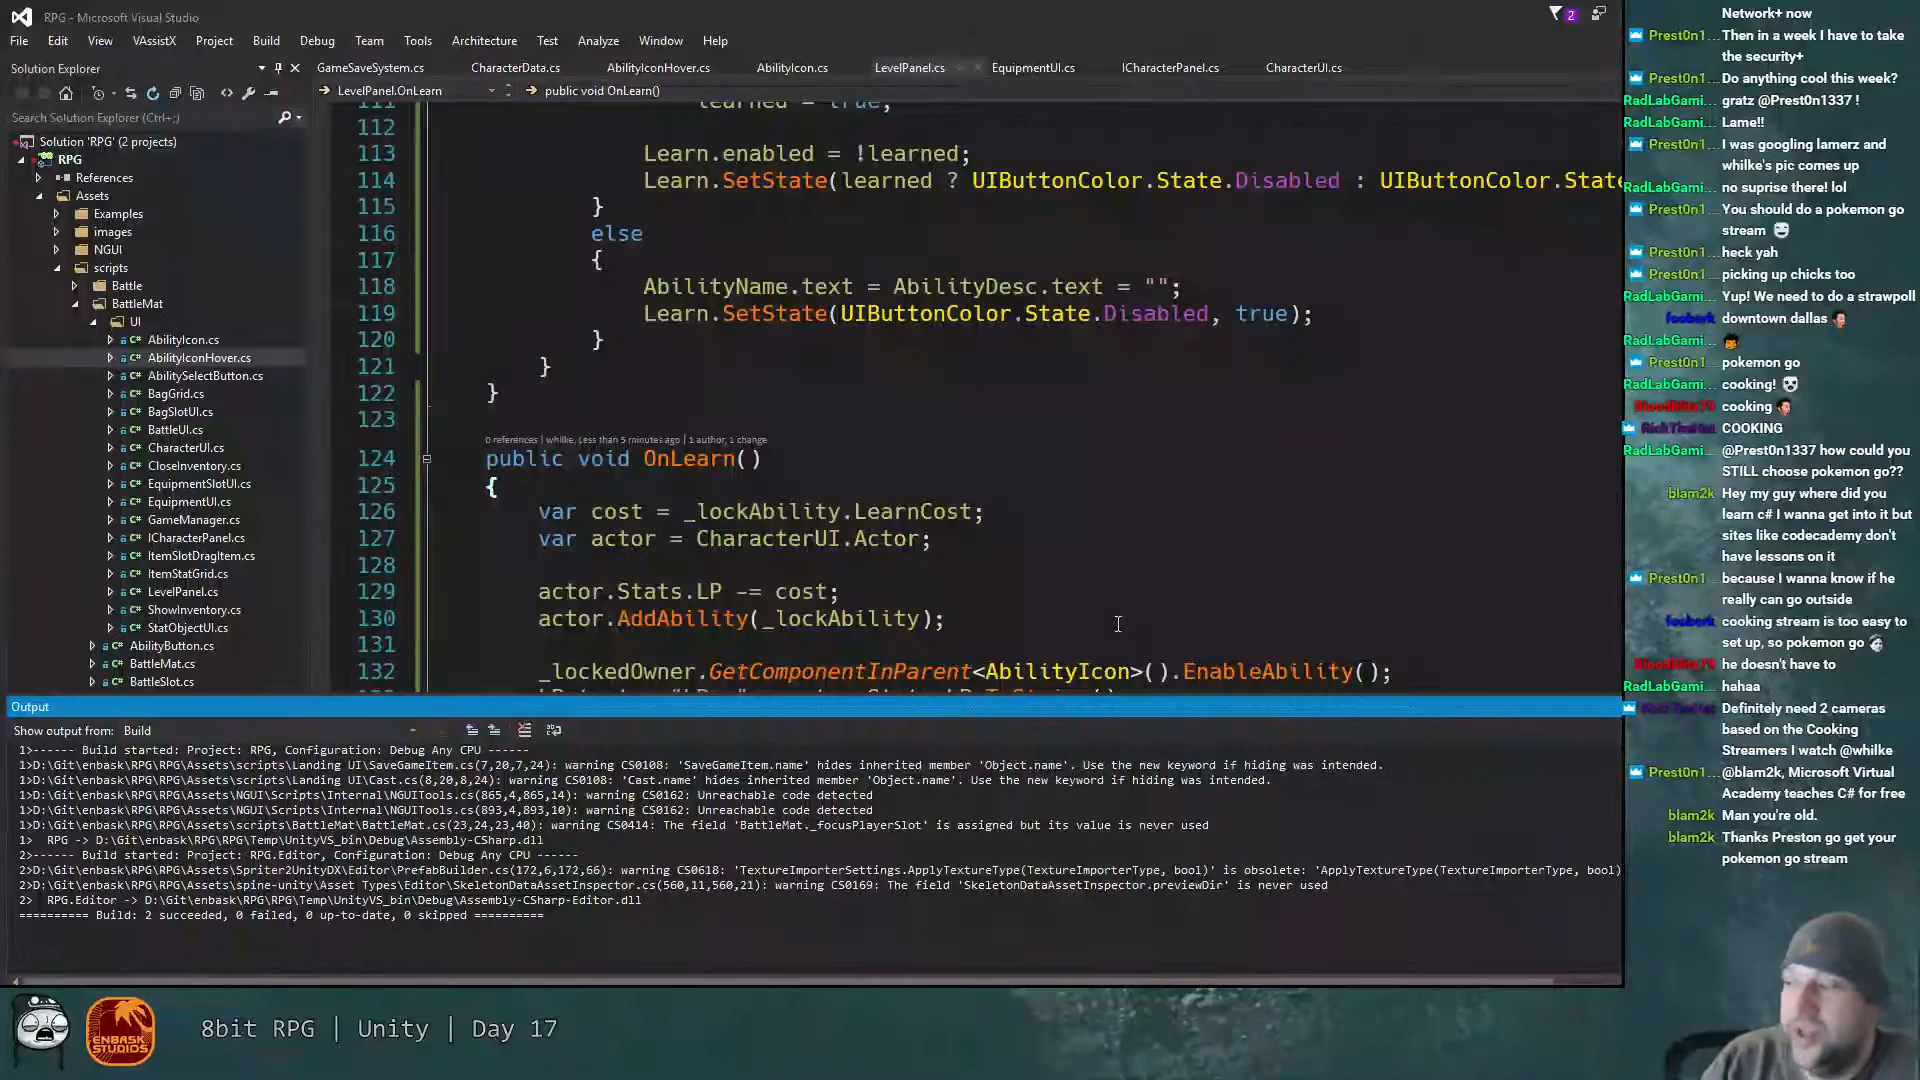 RPG - Microsoft Visual Studio
2
File Edit View VAssistX Project Build Debug Team Tools Architecture Test Analyze Window Help
Solution Explorer
GameSaveSystem.cs CharacterData.cs AbilityIconHover.cs AbilityIcon.cs LevelPanel.cs EquipmentUI.cs ICharacterPanel.cs CharacterUI.cs
LevelPanel.OnLearn public void OnLearn()
Search Solution Explorer (Ctrl+;)
Solution 'RPG' (2 projects)
RPG
References
Assets
Examples
images
NGUI
scripts
Battle
BattleMat
UI
AbilityIcon.cs
AbilityIconHover.cs
AbilitySelectButton.cs
BagGrid.cs
BagSlotUI.cs
BattleUI.cs
CharacterUI.cs
CloseInventory.cs
EquipmentSlotUI.cs
EquipmentUI.cs
GameManager.cs
ICharacterPanel.cs
ItemSlotDragItem.cs
ItemStatGrid.cs
LevelPanel.cs
ShowInventory.cs
StatObjectUI.cs
AbilityButton.cs
BattleMat.cs
BattleSlot.cs
111 learned = true;
112
113 Learn.enabled = !learned;
114 Learn.SetState(learned ? UIButtonColor.State.Disabled : UIButtonColor.State
115 }
116 else
117 {
118 AbilityName.text = AbilityDesc.text = "";
119 Learn.SetState(UIButtonColor.State.Disabled, true);
120 }
121 }
122 }
123
0 references | whilke, Less than 5 minutes ago | 1 author, 1 change
124 public void OnLearn()
125 {
126 var cost = _lockAbility.LearnCost;
127 var actor = CharacterUI.Actor;
128
129 actor.Stats.LP -= cost;
130 actor.AddAbility(_lockAbility);
131
132 _lockedOwner.GetComponentInParent<AbilityIcon>().EnableAbility();
Output
Show output from: Build
1>------ Build started: Project: RPG, Configuration: Debug Any CPU ------
1>D:\Git\enbask\RPG\RPG\Assets\scripts\Landing UI\SaveGameItem.cs(7,20,7,24): warning CS0108: 'SaveGameItem.name' hides inherited member 'Object.name'. Use the new keyword if hiding was intended.
1>D:\Git\enbask\RPG\RPG\Assets\scripts\Landing UI\Cast.cs(8,20,8,24): warning CS0108: 'Cast.name' hides inherited member 'Object.name'. Use the new keyword if hiding was intended.
1>D:\Git\enbask\RPG\RPG\Assets\NGUI\Scripts\Internal\NGUITools.cs(865,4,865,14): warning CS0162: Unreachable code detected
1>D:\Git\enbask\RPG\RPG\Assets\NGUI\Scripts\Internal\NGUITools.cs(893,4,893,10): warning CS0162: Unreachable code detected
1>D:\Git\enbask\RPG\RPG\Assets\scripts\BattleMat\BattleMat.cs(23,24,23,40): warning CS0414: The field 'BattleMat._focusPlayerSlot' is assigned but its value is never used
1> RPG -> D:\Git\enbask\RPG\RPG\Temp\UnityVS_bin\Debug\Assembly-CSharp.dll
2>------ Build started: Project: RPG.Editor, Configuration: Debug Any CPU ------
2>D:\Git\enbask\RPG\RPG\Assets\Spriter2UnityDX\Editor\PrefabBuilder.cs(172,6,172,66): warning CS0618: 'TextureImporterSettings.ApplyTextureType(TextureImporterType, bool)' is obsolete: 'ApplyTextureType(TextureImporterType, bool)
2>D:\Git\enbask\RPG\RPG\Assets\spine-unity\Asset Types\Editor\SkeletonDataAssetInspector.cs(560,11,560,21): warning CS0169: The field 'SkeletonDataAssetInspector.previewDir' is never used
2> RPG.Editor -> D:\Git\enbask\RPG\RPG\Temp\UnityVS_bin\Debug\Assembly-CSharp-Editor.dll
========== Build: 2 succeeded, 0 failed, 0 up-to-date, 0 skipped ==========
ENBASK
STUDIOS
8bit RPG | Unity | Day 17
Network+ now
Prest0n1... Then in a week I have to take
the security+
Prest0n1... Do anything cool this week?
RadLabGami... gratz @Prest0n1337 !
RadLabGami... Lame!!
Prest0n1... I was googling lamerz and
whilke's pic comes up
RadLabGami... no suprise there! lol
Prest0n1... You should do a pokemon go
stream
Prest0n1... heck yah
Prest0n1... picking up chicks too
RadLabGami... Yup! We need to do a strawpoll
fooberk downtown dallas
RadLabGami...
Prest0n1... pokemon go
RadLabGami... cooking!
cooking
COOKING
RadLabGami... @Prest0n1337 how could you
STILL choose pokemon go??
blam2k Hey my guy where did you
learn c# I wanna get into it but
sites like codecademy don't
have lessons on it
Prest0n1... because I wanna know if he
really can go outside
fooberk cooking stream is too easy to
set up, so pokemon go
he doesn't have to
RadLabGami... hahaa
Definitely need 2 cameras
based on the Cooking
Streamers I watch @whilke
Prest0n1... @blam2k, Microsoft Virtual
Academy teaches C# for free
blam2k Man you're old.
blam2k Thanks Preston go get your
pokemon go stream